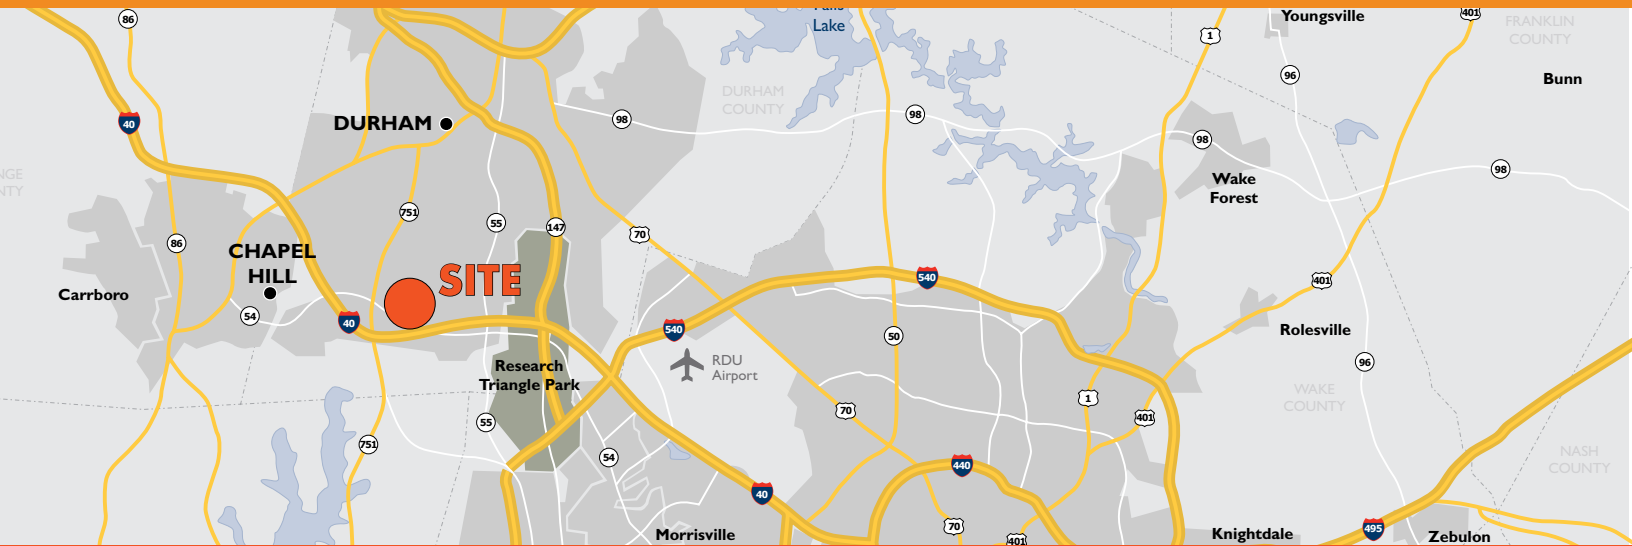 Lake
Youngsville
401
FRANKLIN
COUNTY
86
1
96
Bunn
DURHAM
COUNTY
40
DURHAM
98
98
98
98
Wake
Forest
751
55
147
70
86
CHAPEL
HILL
SITE
Carrboro
54
40
540
540
401
Rolesville
50
RDU
Airport
Research
Triangle Park
96
WAKE
COUNTY
1
401
70
55
751
54
440
NASH
COUNTY
40
70
401
Morrisville
Knightdale
495
Zebulon